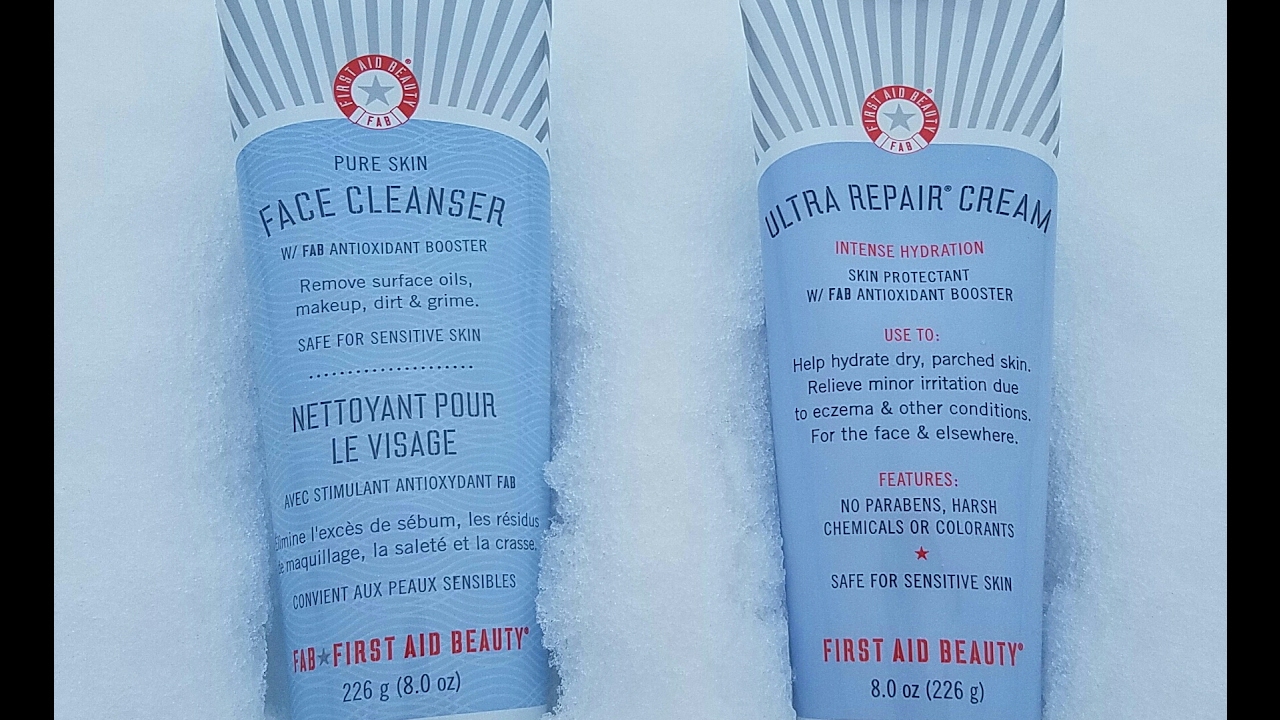 FIRST AID BEAUTY®
FAB
PURE SKIN
FACE CLEANSER
W/ FAB ANTIOXIDANT BOOSTER
Remove surface oils,
makeup, dirt & grime.
SAFE FOR SENSITIVE SKIN
NETTOYANT POUR
LE VISAGE
AVEC STIMULANT ANTIOXYDANT FAB
l'excès de sébum, les résidus
maquillage, la saleté et la crasse.
CONVIENT AUX PEAUX SENSIBLES
FAB★FIRST AID BEAUTY®
226 g (8.0 oz)
FIRST AID BEAUTY®
FAB
ULTRA REPAIR® CREAM
INTENSE HYDRATION
SKIN PROTECTANT
W/ FAB ANTIOXIDANT BOOSTER
USE TO:
Help hydrate dry, parched skin.
Relieve minor irritation due
to eczema & other conditions.
For the face & elsewhere.
FEATURES:
NO PARABENS, HARSH
CHEMICALS OR COLORANTS
★
SAFE FOR SENSITIVE SKIN
FIRST AID BEAUTY®
8.0 oz (226 g)